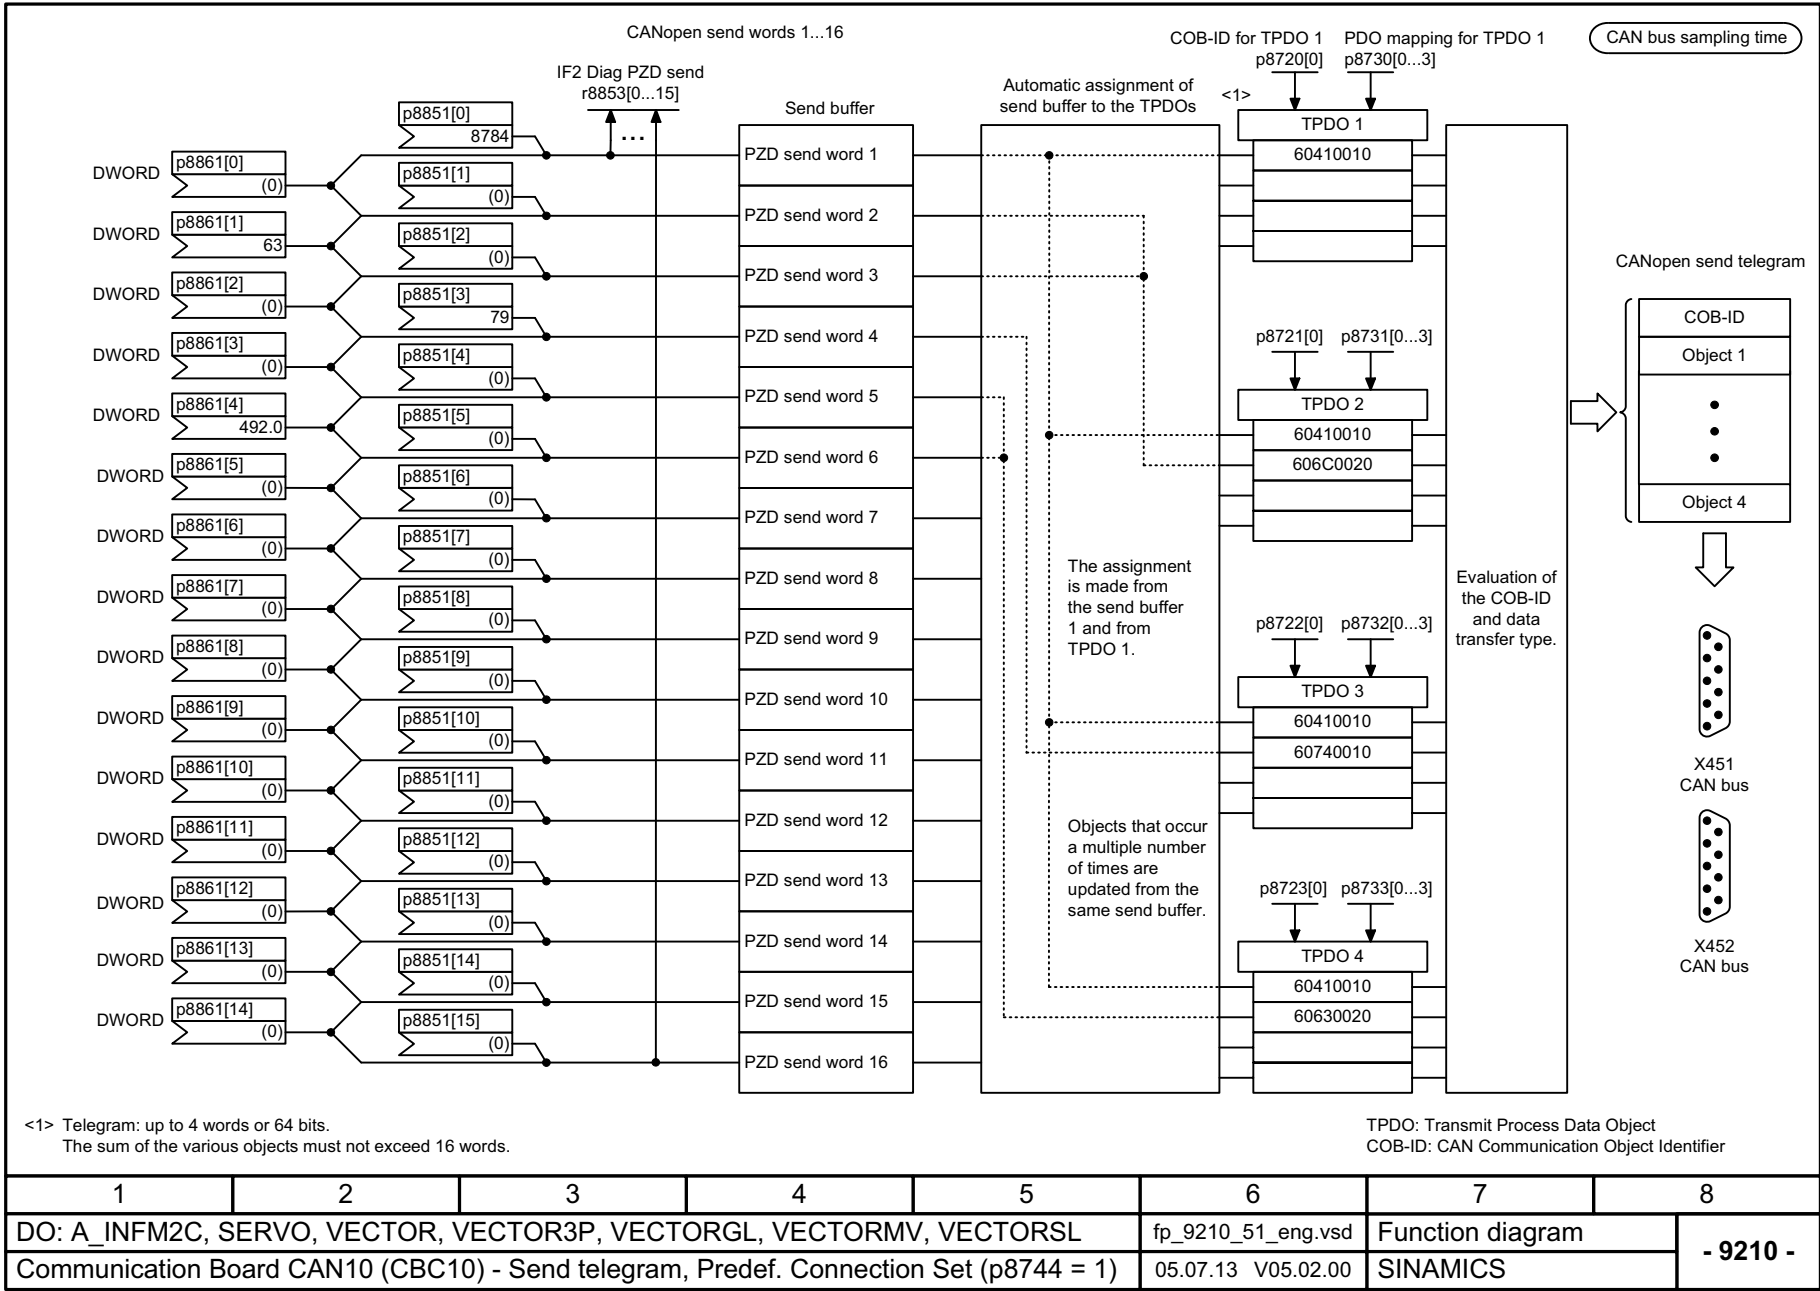 CANopen send words 1...16
COB-ID for TPDO 1
p8720[0]
PDO mapping for TPDO 1
p8730[0...3]
CAN bus sampling time
IF2 Diag PZD send
r8853[0...15]
...
Send buffer
Automatic assignment of
send buffer to the TPDOs
<1>
DWORD
p8861[0]
(0)
DWORD
p8861[1]
63
DWORD
p8861[2]
(0)
DWORD
p8861[3]
(0)
DWORD
p8861[4]
492.0
DWORD
p8861[5]
(0)
DWORD
p8861[6]
(0)
DWORD
p8861[7]
(0)
DWORD
p8861[8]
(0)
DWORD
p8861[9]
(0)
DWORD
p8861[10]
(0)
DWORD
p8861[11]
(0)
DWORD
p8861[12]
(0)
DWORD
p8861[13]
(0)
DWORD
p8861[14]
(0)
p8851[0]
8784
p8851[1]
(0)
p8851[2]
(0)
p8851[3]
79
p8851[4]
(0)
p8851[5]
(0)
p8851[6]
(0)
p8851[7]
(0)
p8851[8]
(0)
p8851[9]
(0)
p8851[10]
(0)
p8851[11]
(0)
p8851[12]
(0)
p8851[13]
(0)
p8851[14]
(0)
p8851[15]
(0)
PZD send word 1
PZD send word 2
PZD send word 3
PZD send word 4
PZD send word 5
PZD send word 6
PZD send word 7
PZD send word 8
PZD send word 9
PZD send word 10
PZD send word 11
PZD send word 12
PZD send word 13
PZD send word 14
PZD send word 15
PZD send word 16
The assignment
is made from
the send buffer
1 and from
TPDO 1.
Objects that occur
a multiple number
of times are
updated from the
same send buffer.
TPDO 1
60410010
p8721[0]
p8731[0...3]
TPDO 2
60410010
606C0020
p8722[0]
p8732[0...3]
TPDO 3
60410010
60740010
p8723[0]
p8733[0...3]
TPDO 4
60410010
60630020
Evaluation of
the COB-ID
and data
transfer type.
CANopen send telegram
COB-ID
Object 1
Object 4
X451
CAN bus
X452
CAN bus
<1> Telegram: up to 4 words or 64 bits.
The sum of the various objects must not exceed 16 words.
TPDO: Transmit Process Data Object
COB-ID: CAN Communication Object Identifier
1 2 3 4 5 6 7 8
DO: A_INFM2C, SERVO, VECTOR, VECTOR3P, VECTORGL, VECTORMV, VECTORSL
fp_9210_51_eng.vsd
Function diagram
- 9210 -
Communication Board CAN10 (CBC10) - Send telegram, Predef. Connection Set (p8744 = 1)
05.07.13 V05.02.00
SINAMICS